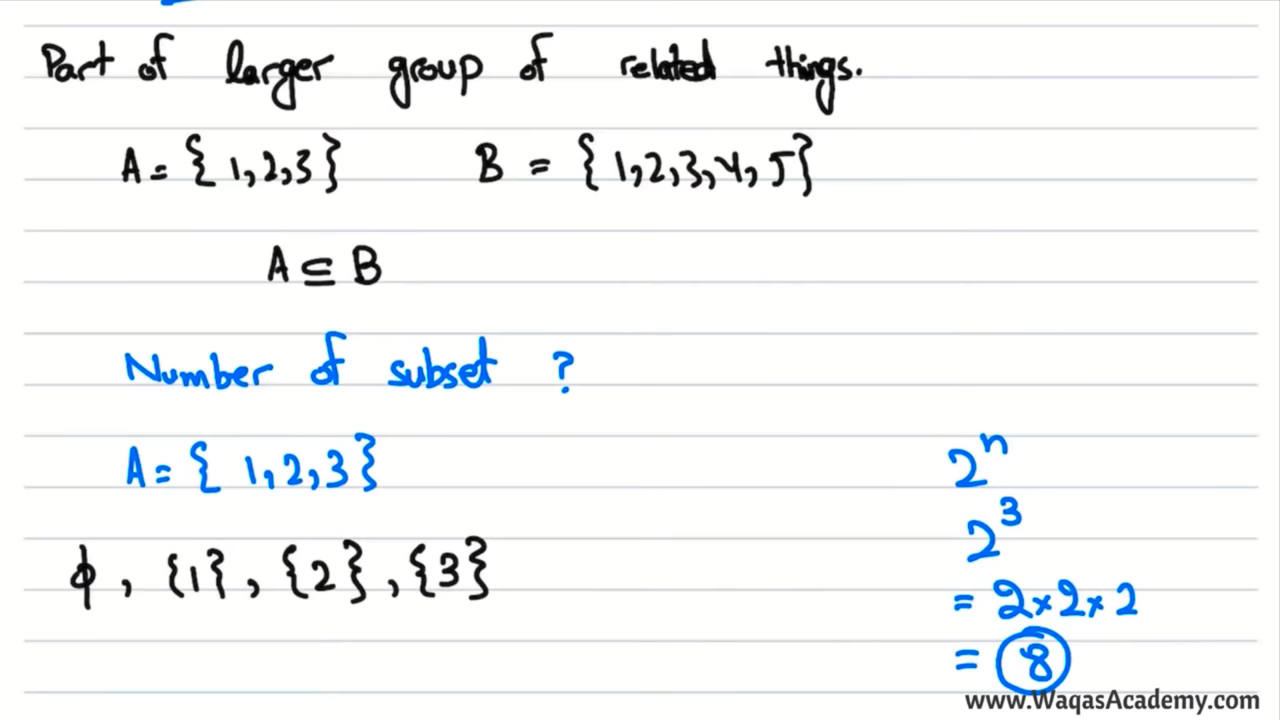 Part of larger group of related things.
A = { 1, 2, 3 } B = { 1, 2, 3, 4, 5 }
A ⊆ B
Number of subset ?
A = { 1, 2, 3 }
2ⁿ
2³
ϕ , {1} , {2} , {3}
= 2 × 2 × 2
= 8
www.WaqasAcademy.com